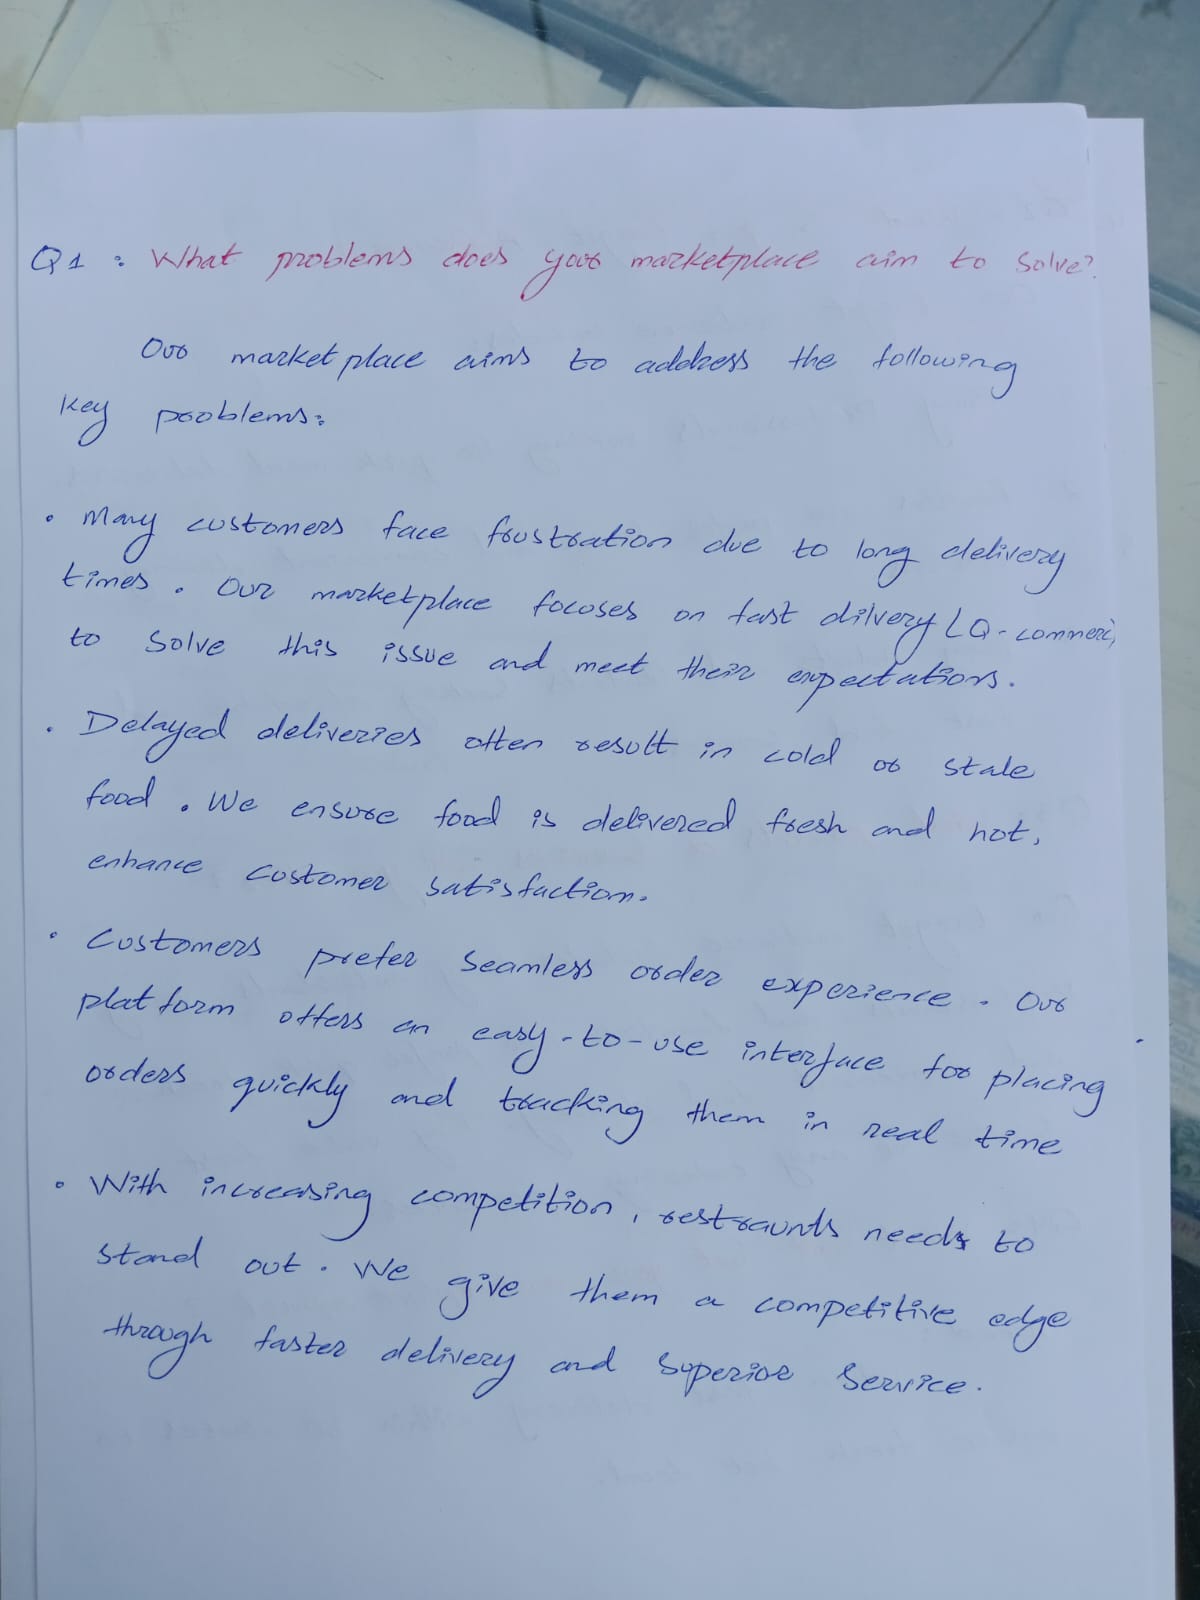 Q1 : What problems does your marketplace aim to solve?
Our market place aims to address the following
key problems:
• Many customers face frustration due to long delivery
times. Our marketplace focuses on fast dilvery (Q-commerc,
to solve this issue and meet their expectations.
• Delayed deliveries often result in cold or stale
food. We ensure food is delivered fresh and hot,
enhance customer satisfaction.
• Customers prefer seamless order experience. Our
platform offers an easy-to-use interface for placing
orders quickly and tracking them in real time
• With increasing competition, restraunts needs to
stand out. We give them a competitive edge
through faster delivery and superior service.